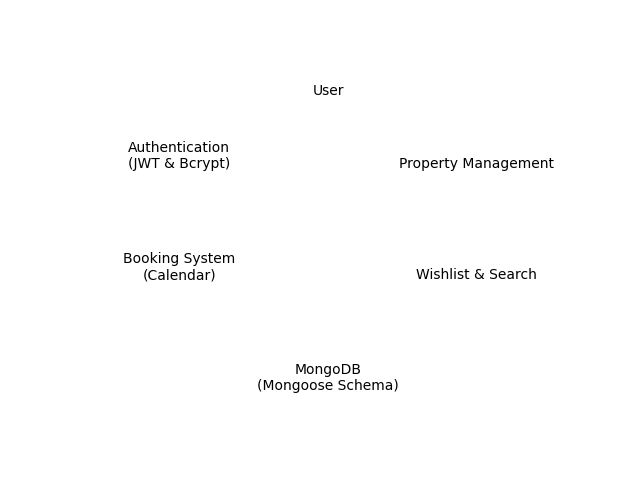 User
Authentication
(JWT & Bcrypt)
Property Management
Booking System
(Calendar)
Wishlist & Search
MongoDB
(Mongoose Schema)